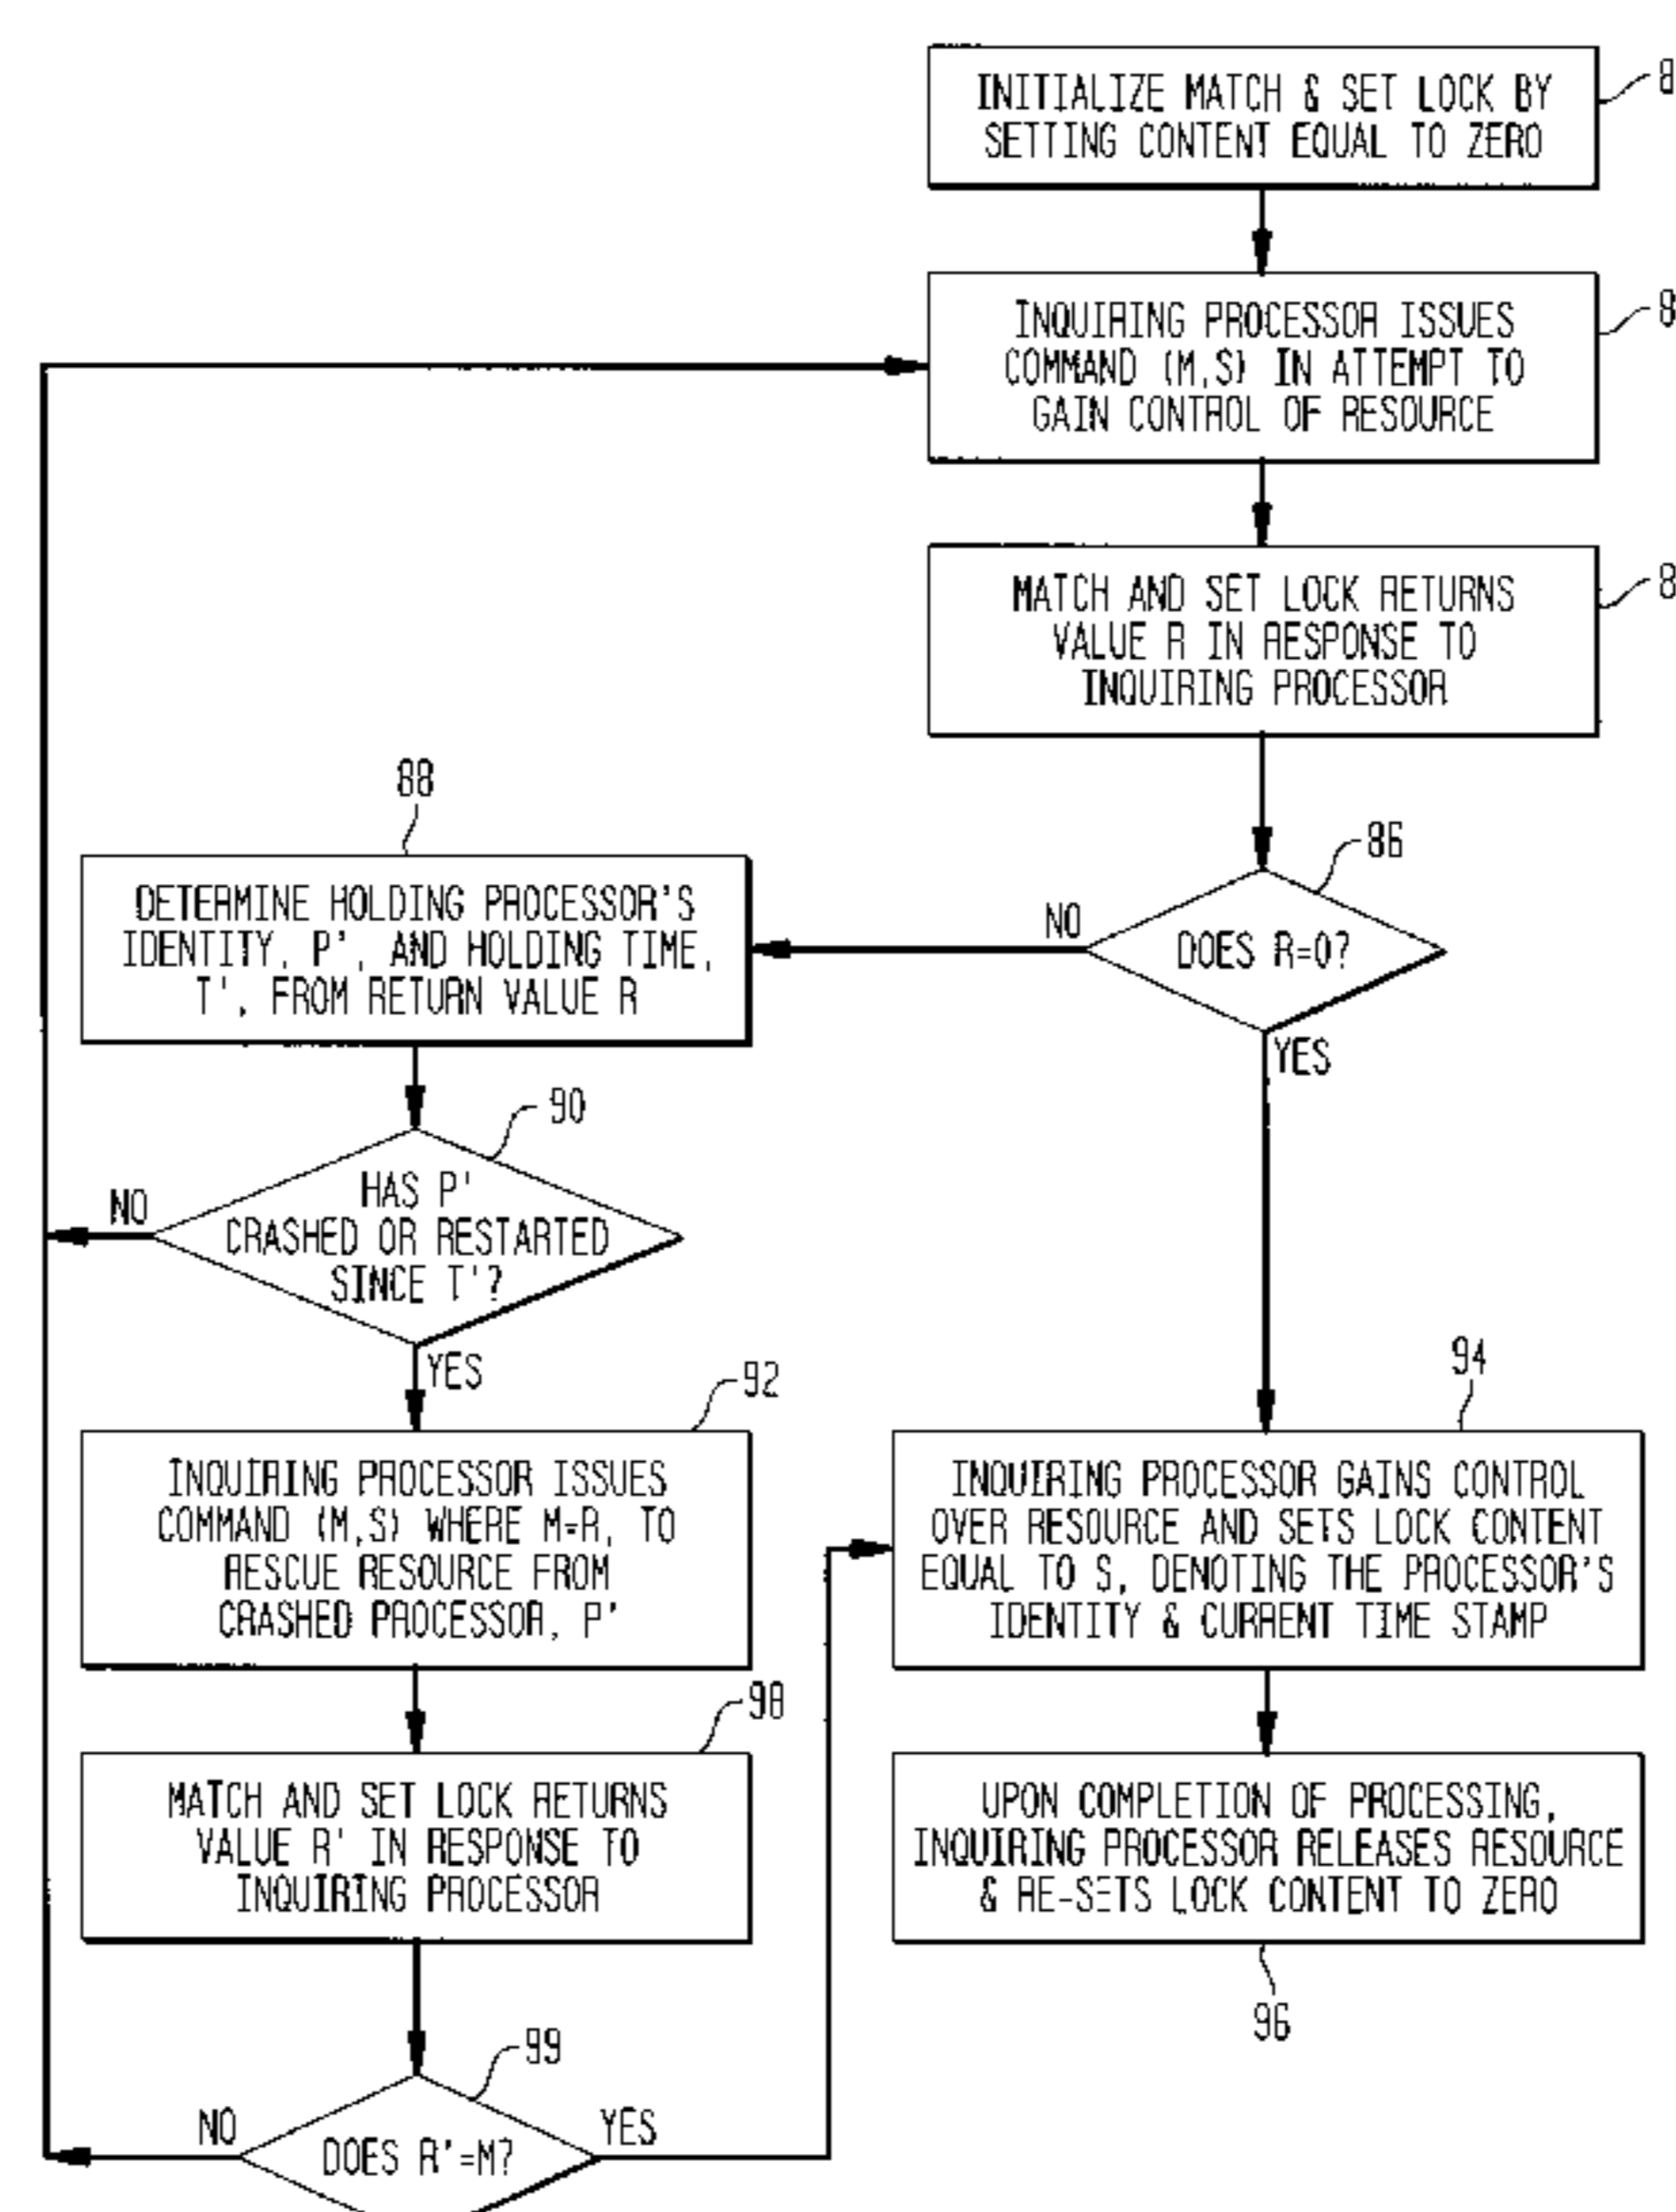 INITIALIZE MATCH & SET LOCK BY
SETTING CONTENT EQUAL TO ZERO
8
INQUIRING PROCESSOR ISSUES
COMMAND (M,S) IN ATTEMPT TO
GAIN CONTROL OF RESOURCE
8
MATCH AND SET LOCK RETURNS
VALUE R IN RESPONSE TO
INQUIRING PROCESSOR
8
86
DOES R=0?
NO
YES
88
DETERMINE HOLDING PROCESSOR'S
IDENTITY, P', AND HOLDING TIME,
T', FROM RETURN VALUE R
90
HAS P'
CRASHED OR RESTARTED
SINCE T'?
NO
YES
92
INQUIRING PROCESSOR ISSUES
COMMAND (M,S) WHERE M=R, TO
RESCUE RESOURCE FROM
CRASHED PROCESSOR, P'
94
INQUIRING PROCESSOR GAINS CONTROL
OVER RESOURCE AND SETS LOCK CONTENT
EQUAL TO S, DENOTING THE PROCESSOR'S
IDENTITY & CURRENT TIME STAMP
98
MATCH AND SET LOCK RETURNS
VALUE R' IN RESPONSE TO
INQUIRING PROCESSOR
UPON COMPLETION OF PROCESSING,
INQUIRING PROCESSOR RELEASES RESOURCE
& RE-SETS LOCK CONTENT TO ZERO
96
99
DOES R'=M?
NO
YES